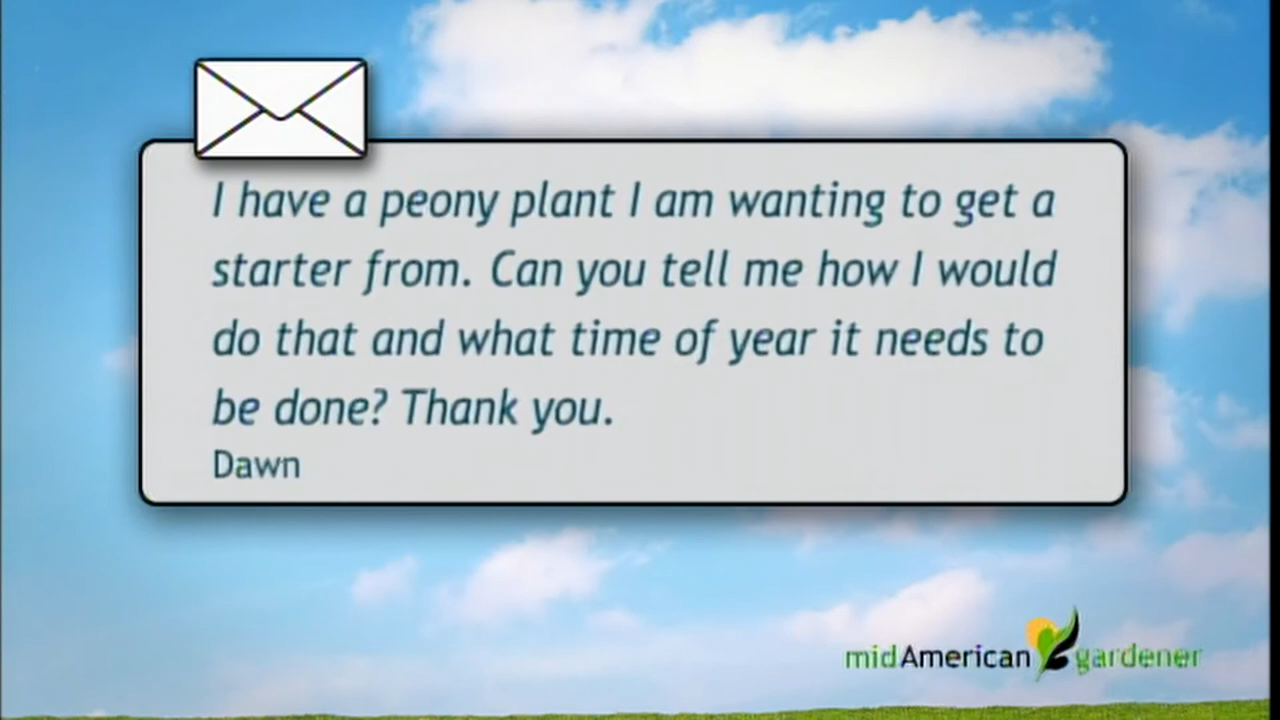 I have a peony plant I am wanting to get a
starter from. Can you tell me how I would
do that and what time of year it needs to
be done? Thank you.
Dawn
midAmerican gardener